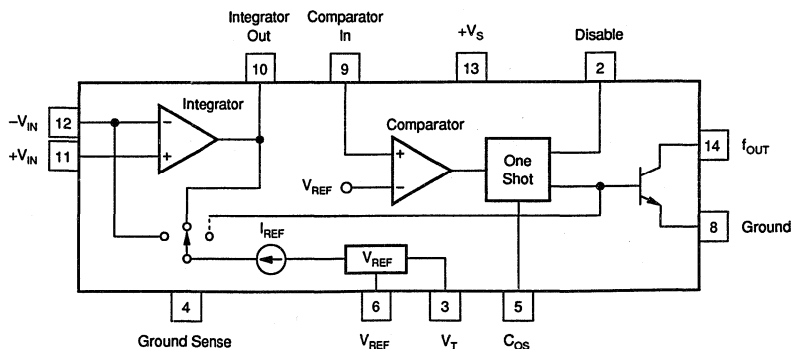 Integrator
Out
Comparator
In
+VS
Disable
10
9
13
2
−VIN
12
+VIN
11
Integrator
−
+
Comparator
+
−
VREF
One
Shot
14
fOUT
8
Ground
IREF
VREF
4
6
3
5
Ground Sense
VREF
VT
COS